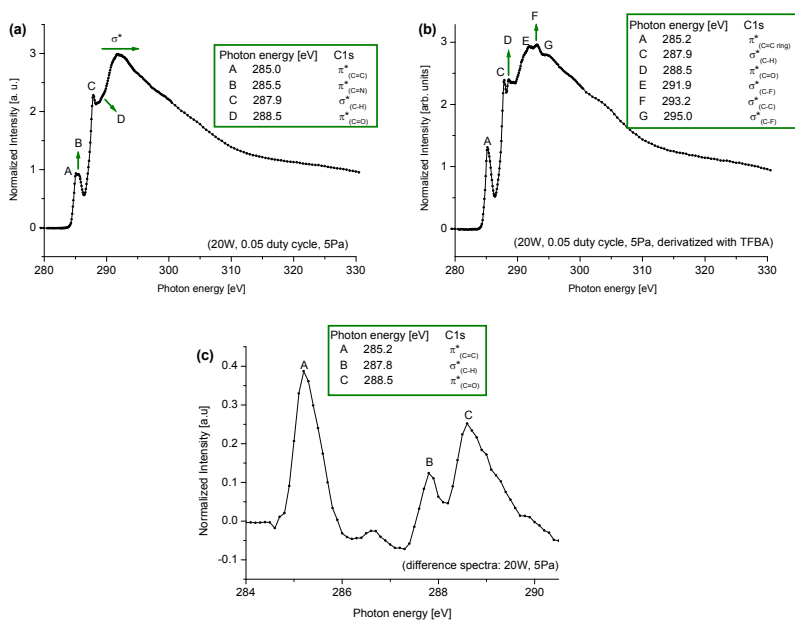 (a)
σ*
Photon energy [eV] C1s
A 285.0 π*(C=C)
B 285.5 π*(C=N)
C 287.9 σ*(C-H)
D 288.5 π*(C=O)
C
D
B
A
3
2
1
0
Normalized Intensity [a. u.]
(20W, 0.05 duty cycle, 5Pa)
280 290 300 310 320 330
Photon energy [eV]
(b)
F
D
E
G
C
A
Photon energy [eV] C1s
A 285.2 π*(C=C ring)
C 287.9 σ*(C-H)
D 288.5 π*(C=O)
E 291.9 σ*(C-F)
F 293.2 σ*(C-C)
G 295.0 σ*(C-F)
3
2
1
0
Normalized Intensity [arb. units]
(20W, 0.05 duty cycle, 5Pa, derivatized with TFBA)
280 290 300 310 320 330
Photon energy [eV]
(c)
Photon energy [eV] C1s
A 285.2 π*(C=C)
B 287.8 σ*(C-H)
C 288.5 π*(C=O)
A
B
C
0.4
0.3
0.2
0.1
0.0
-0.1
Normalized Intensity [a.u]
(difference spectra: 20W, 5Pa)
284 286 288 290
Photon energy [eV]